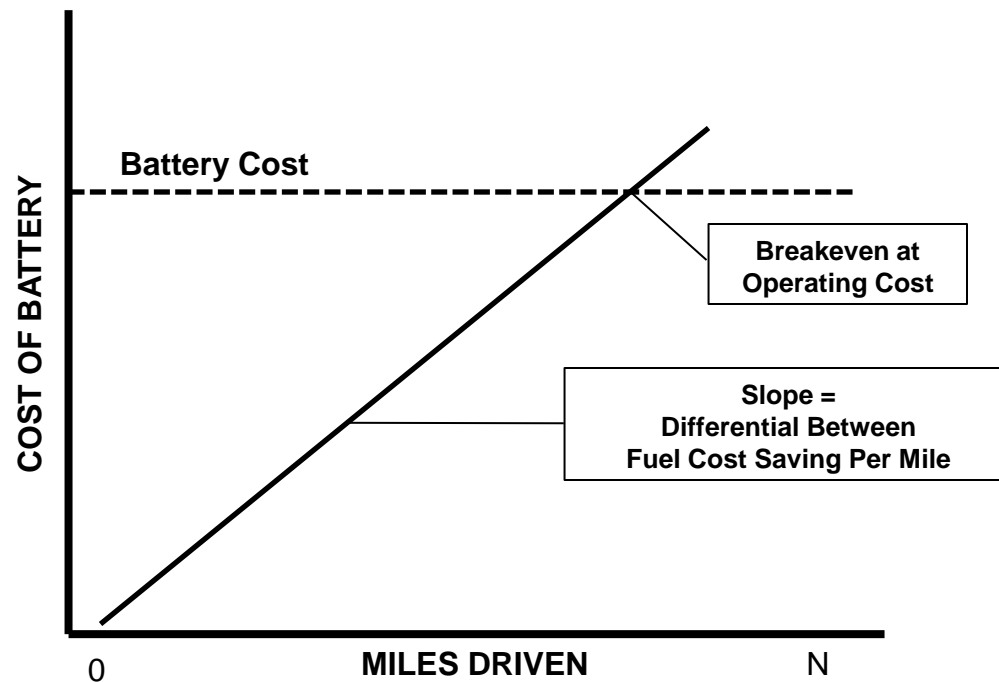 Battery Cost
COST OF BATTERY
Breakeven at
Operating Cost
Slope =
Differential Between
Fuel Cost Saving Per Mile
0
MILES DRIVEN
N